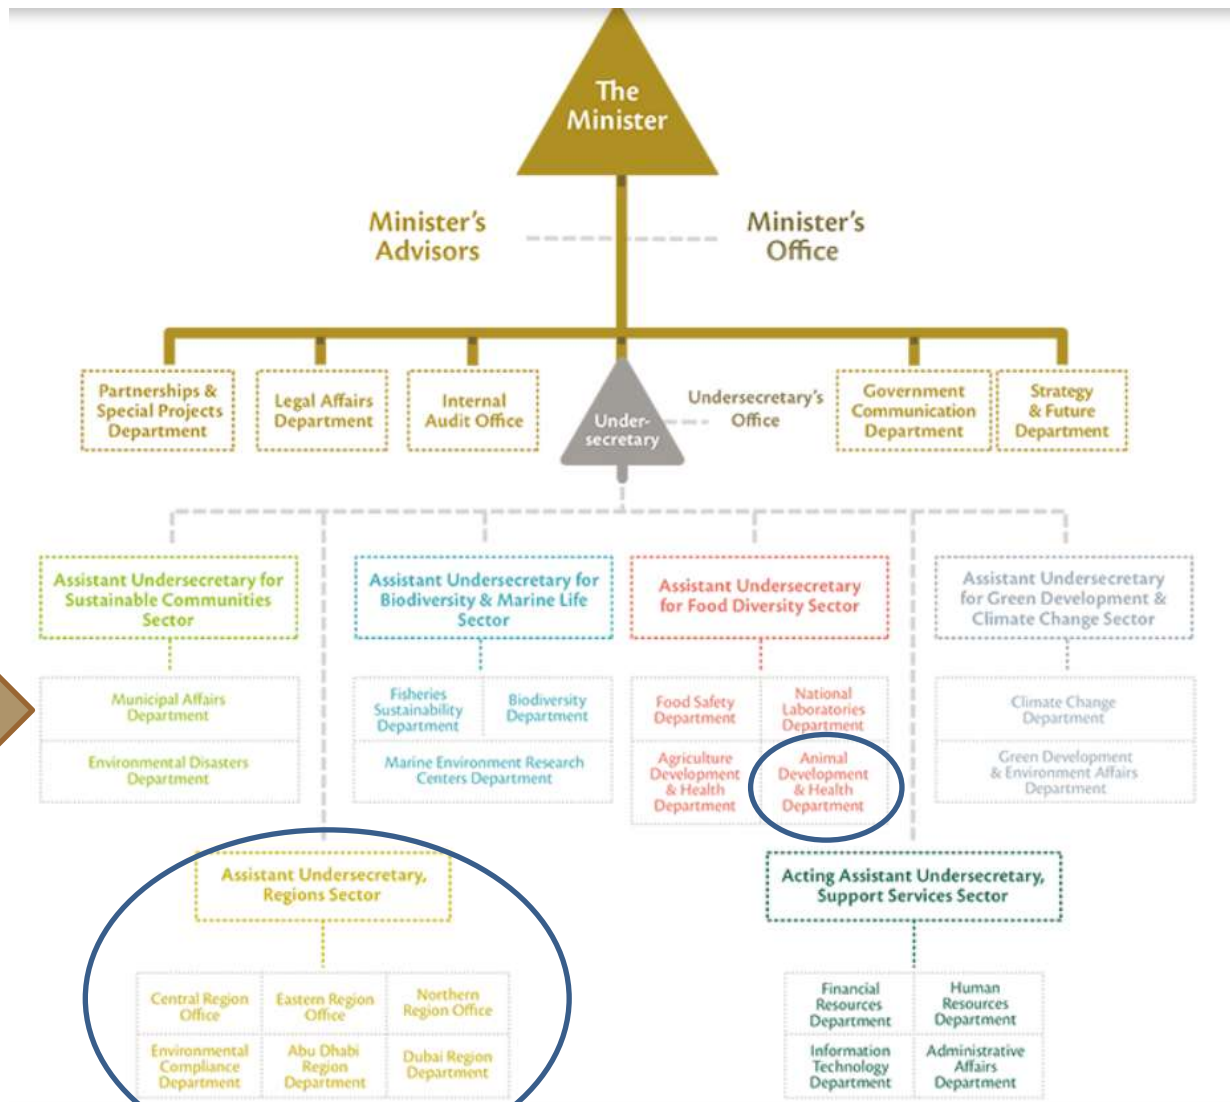 The
Minister
Minister's
Advisors
Minister's
Office
Partnerships &
Special Projects
Department
Legal Affairs
Department
Internal
Audit Office
Under-
secretary
Undersecretary's
Office
Government
Communication
Department
Strategy
& Future
Department
Assistant Undersecretary for
Sustainable Communities
Sector
Assistant Undersecretary for
Biodiversity & Marine Life
Sector
Assistant Undersecretary
for Food Diversity Sector
Assistant Undersecretary
for Green Development &
Climate Change Sector
Municipal Affairs
Department
Environmental Disasters
Department
Fisheries
Sustainability
Department
Biodiversity
Department
Marine Environment Research
Centers Department
Food Safety
Department
National
Laboratories
Department
Agriculture
Development
& Health
Department
Animal
Development
& Health
Department
Climate Change
Department
Green Development
& Environment Affairs
Department
Assistant Undersecretary,
Regions Sector
Acting Assistant Undersecretary,
Support Services Sector
Central Region
Office
Eastern Region
Office
Northern
Region Office
Environmental
Compliance
Department
Abu Dhabi
Region
Department
Dubai Region
Department
Financial
Resources
Department
Human
Resources
Department
Information
Technology
Department
Administrative
Affairs
Department